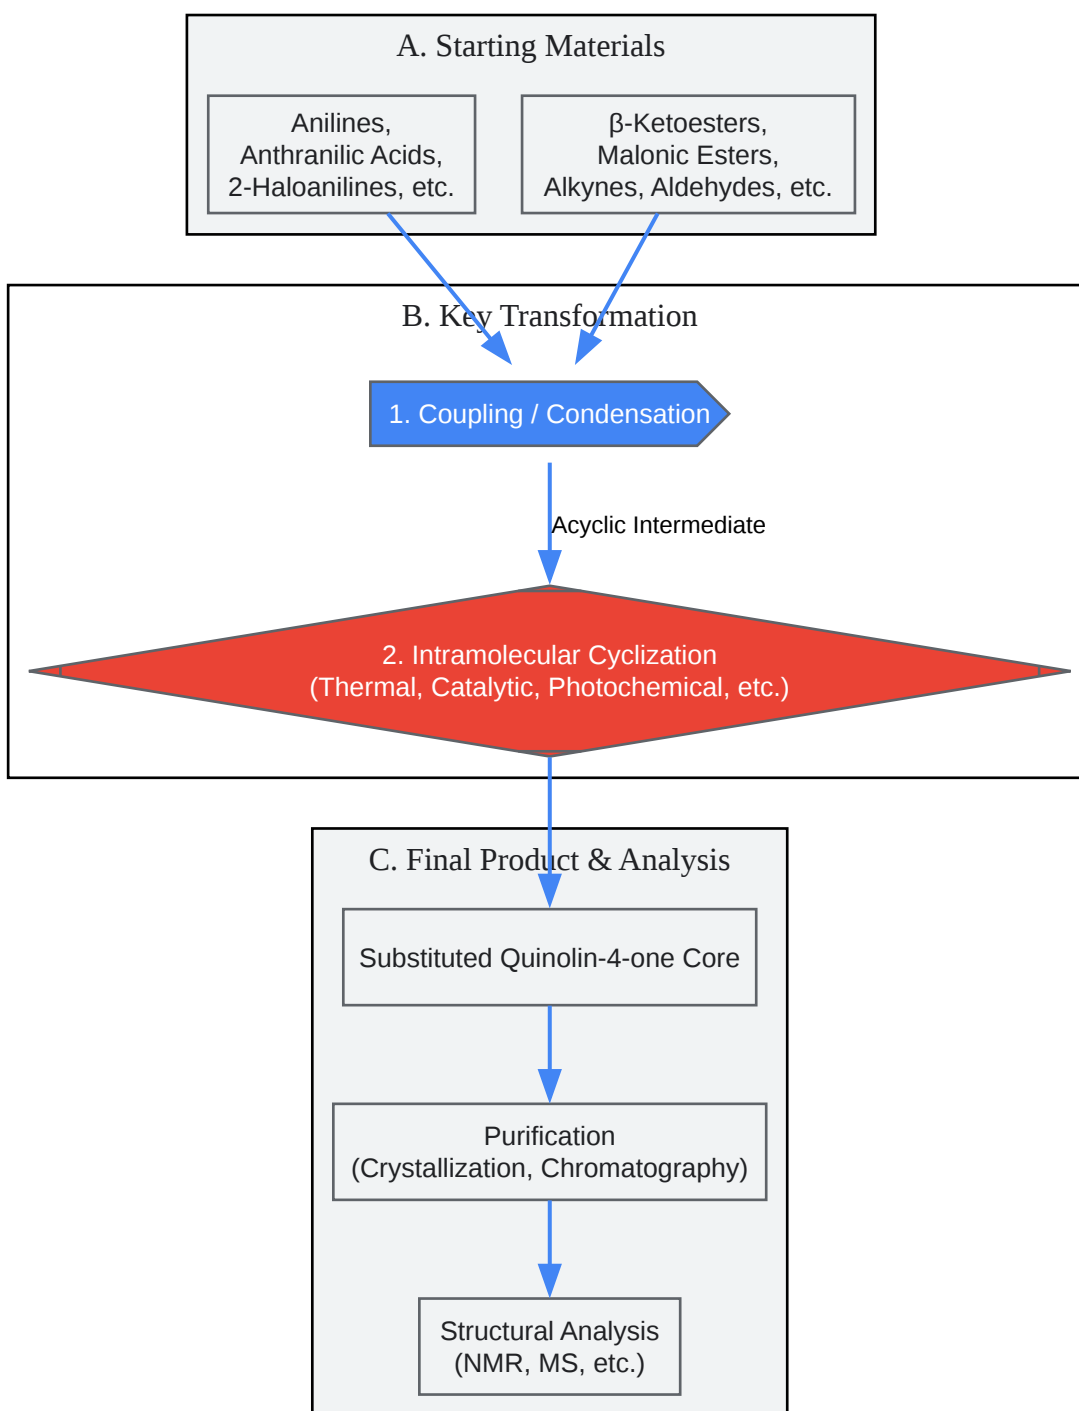 A. Starting Materials
Anilines,
Anthranilic Acids,
2-Haloanilines, etc.
β-Ketoesters,
Malonic Esters,
Alkynes, Aldehydes, etc.
B. Key Transformation
1. Coupling / Condensation
Acyclic Intermediate
2. Intramolecular Cyclization
(Thermal, Catalytic, Photochemical, etc.)
C. Final Product & Analysis
Substituted Quinolin-4-one Core
Purification
(Crystallization, Chromatography)
Structural Analysis
(NMR, MS, etc.)